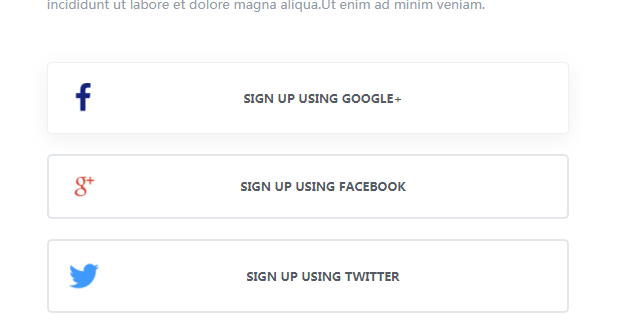 incididunt ut labore et dolore magna aliqua.Ut enim ad minim veniam.
SIGN UP USING GOOGLE+
g+
SIGN UP USING FACEBOOK
SIGN UP USING TWITTER